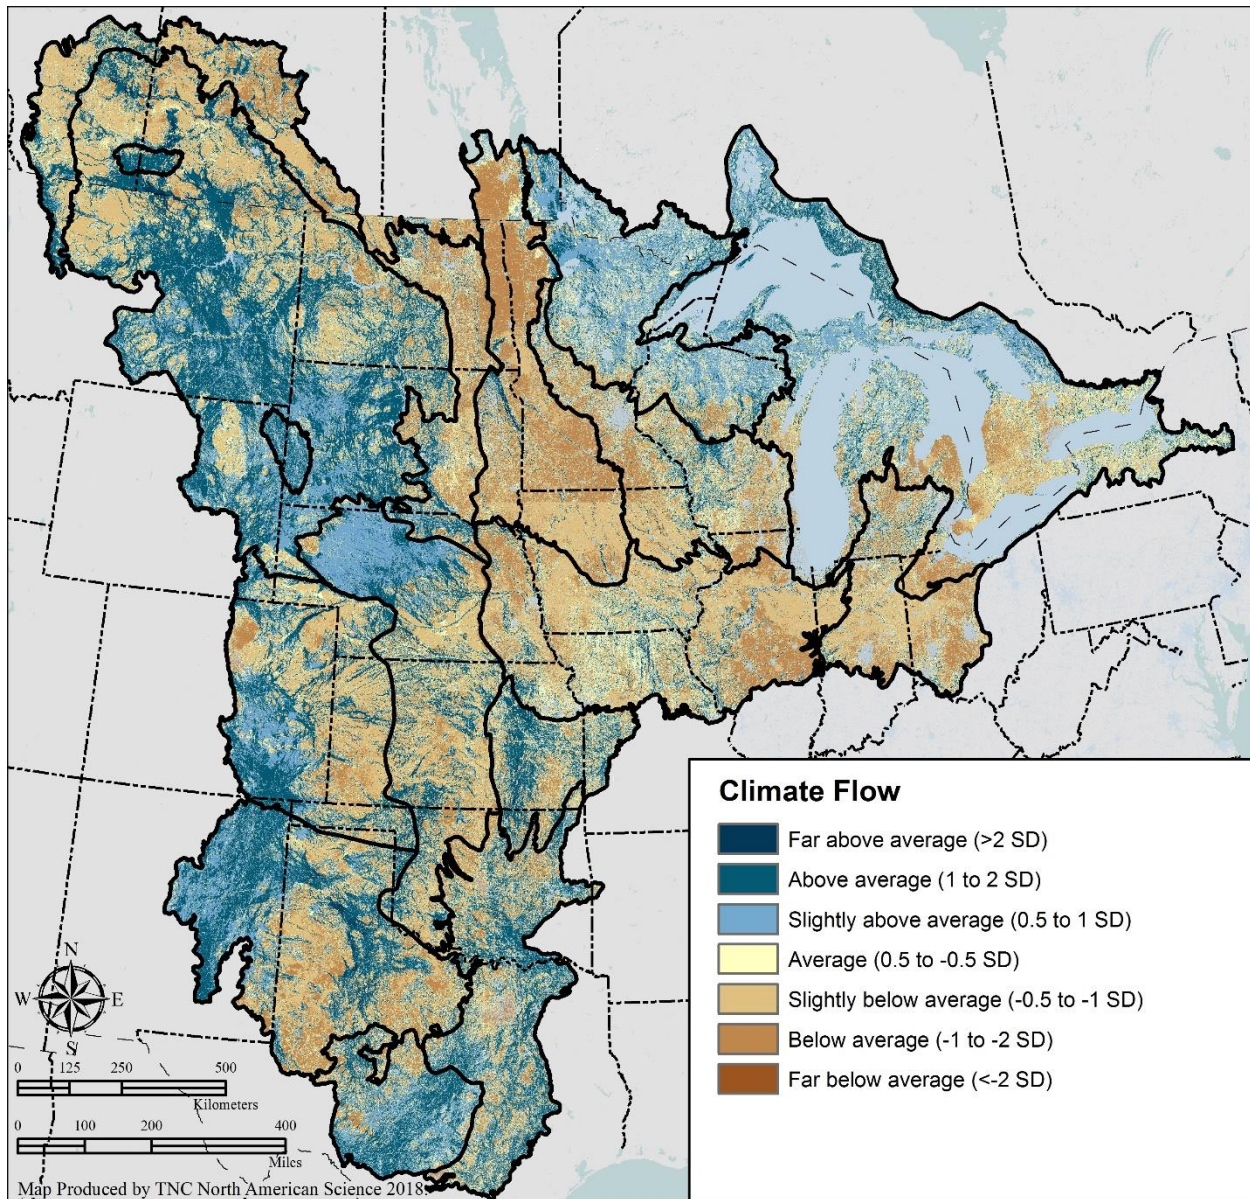 Climate Flow
Far above average (>2 SD)
Above average (1 to 2 SD)
Slightly above average (0.5 to 1 SD)
Average (0.5 to -0.5 SD)
Slightly below average (-0.5 to -1 SD)
Below average (-1 to -2 SD)
Far below average (<-2 SD)
N
W E
S
0 125 250 500
Kilometers
0 100 200 400
Miles
Map Produced by TNC North American Science 2018.